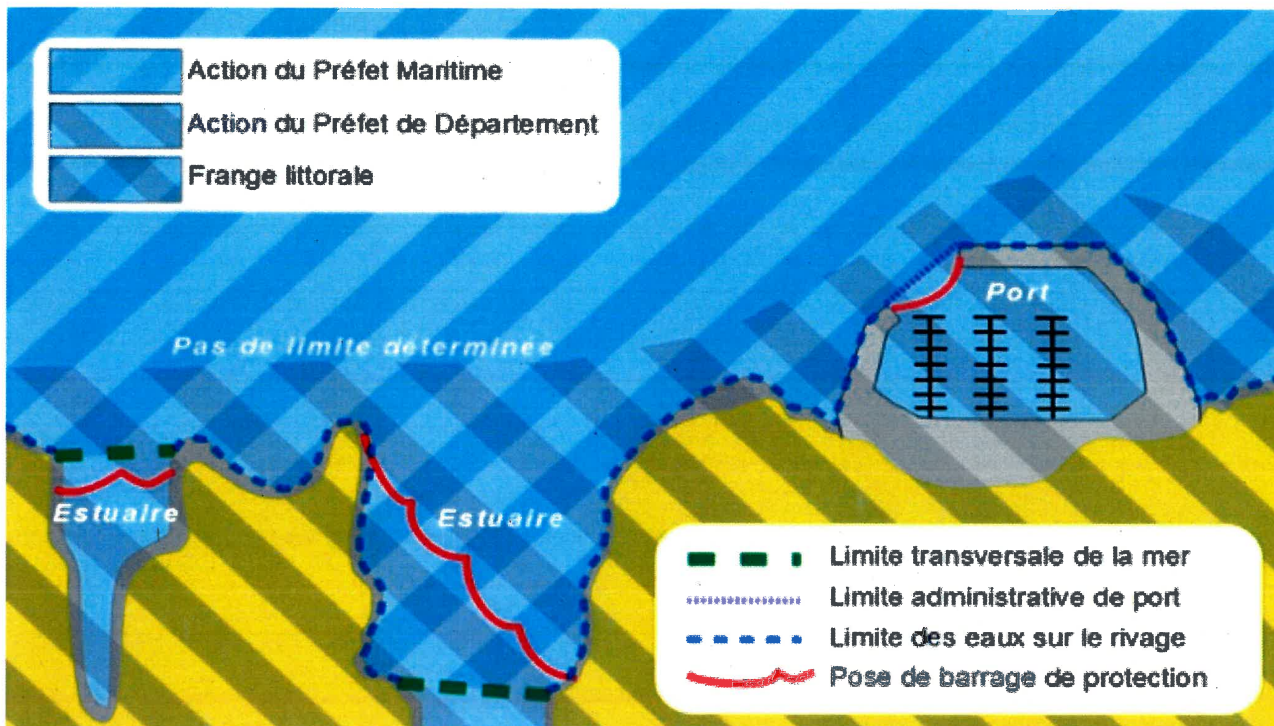 Action du Préfet Maritime
Action du Préfet de Département
Frange littorale
Port
Pas de limite déterminée
Estuaire
Estuaire
Limite transversale de la mer
Limite administrative de port
Limite des eaux sur le rivage
Pose de barrage de protection